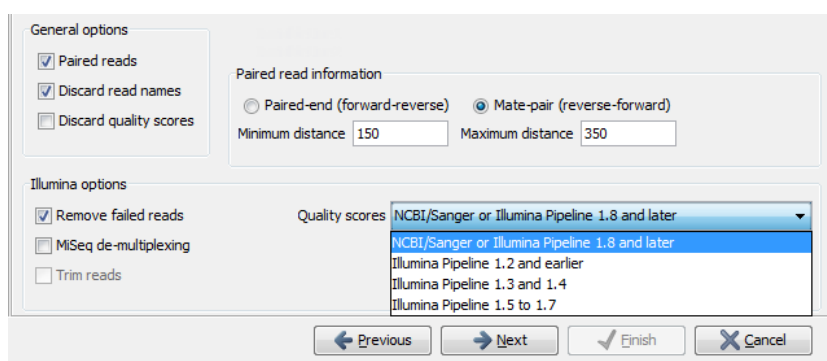 General options
Paired reads
Discard read names
Discard quality scores
Paired read information
Paired-end (forward-reverse)
Mate-pair (reverse-forward)
Minimum distance 150
Maximum distance 350
Illumina options
Remove failed reads
MiSeq de-multiplexing
Trim reads
Quality scores NCBI/Sanger or Illumina Pipeline 1.8 and later
NCBI/Sanger or Illumina Pipeline 1.8 and later
Illumina Pipeline 1.2 and earlier
Illumina Pipeline 1.3 and 1.4
Illumina Pipeline 1.5 to 1.7
Previous
Next
Finish
Cancel